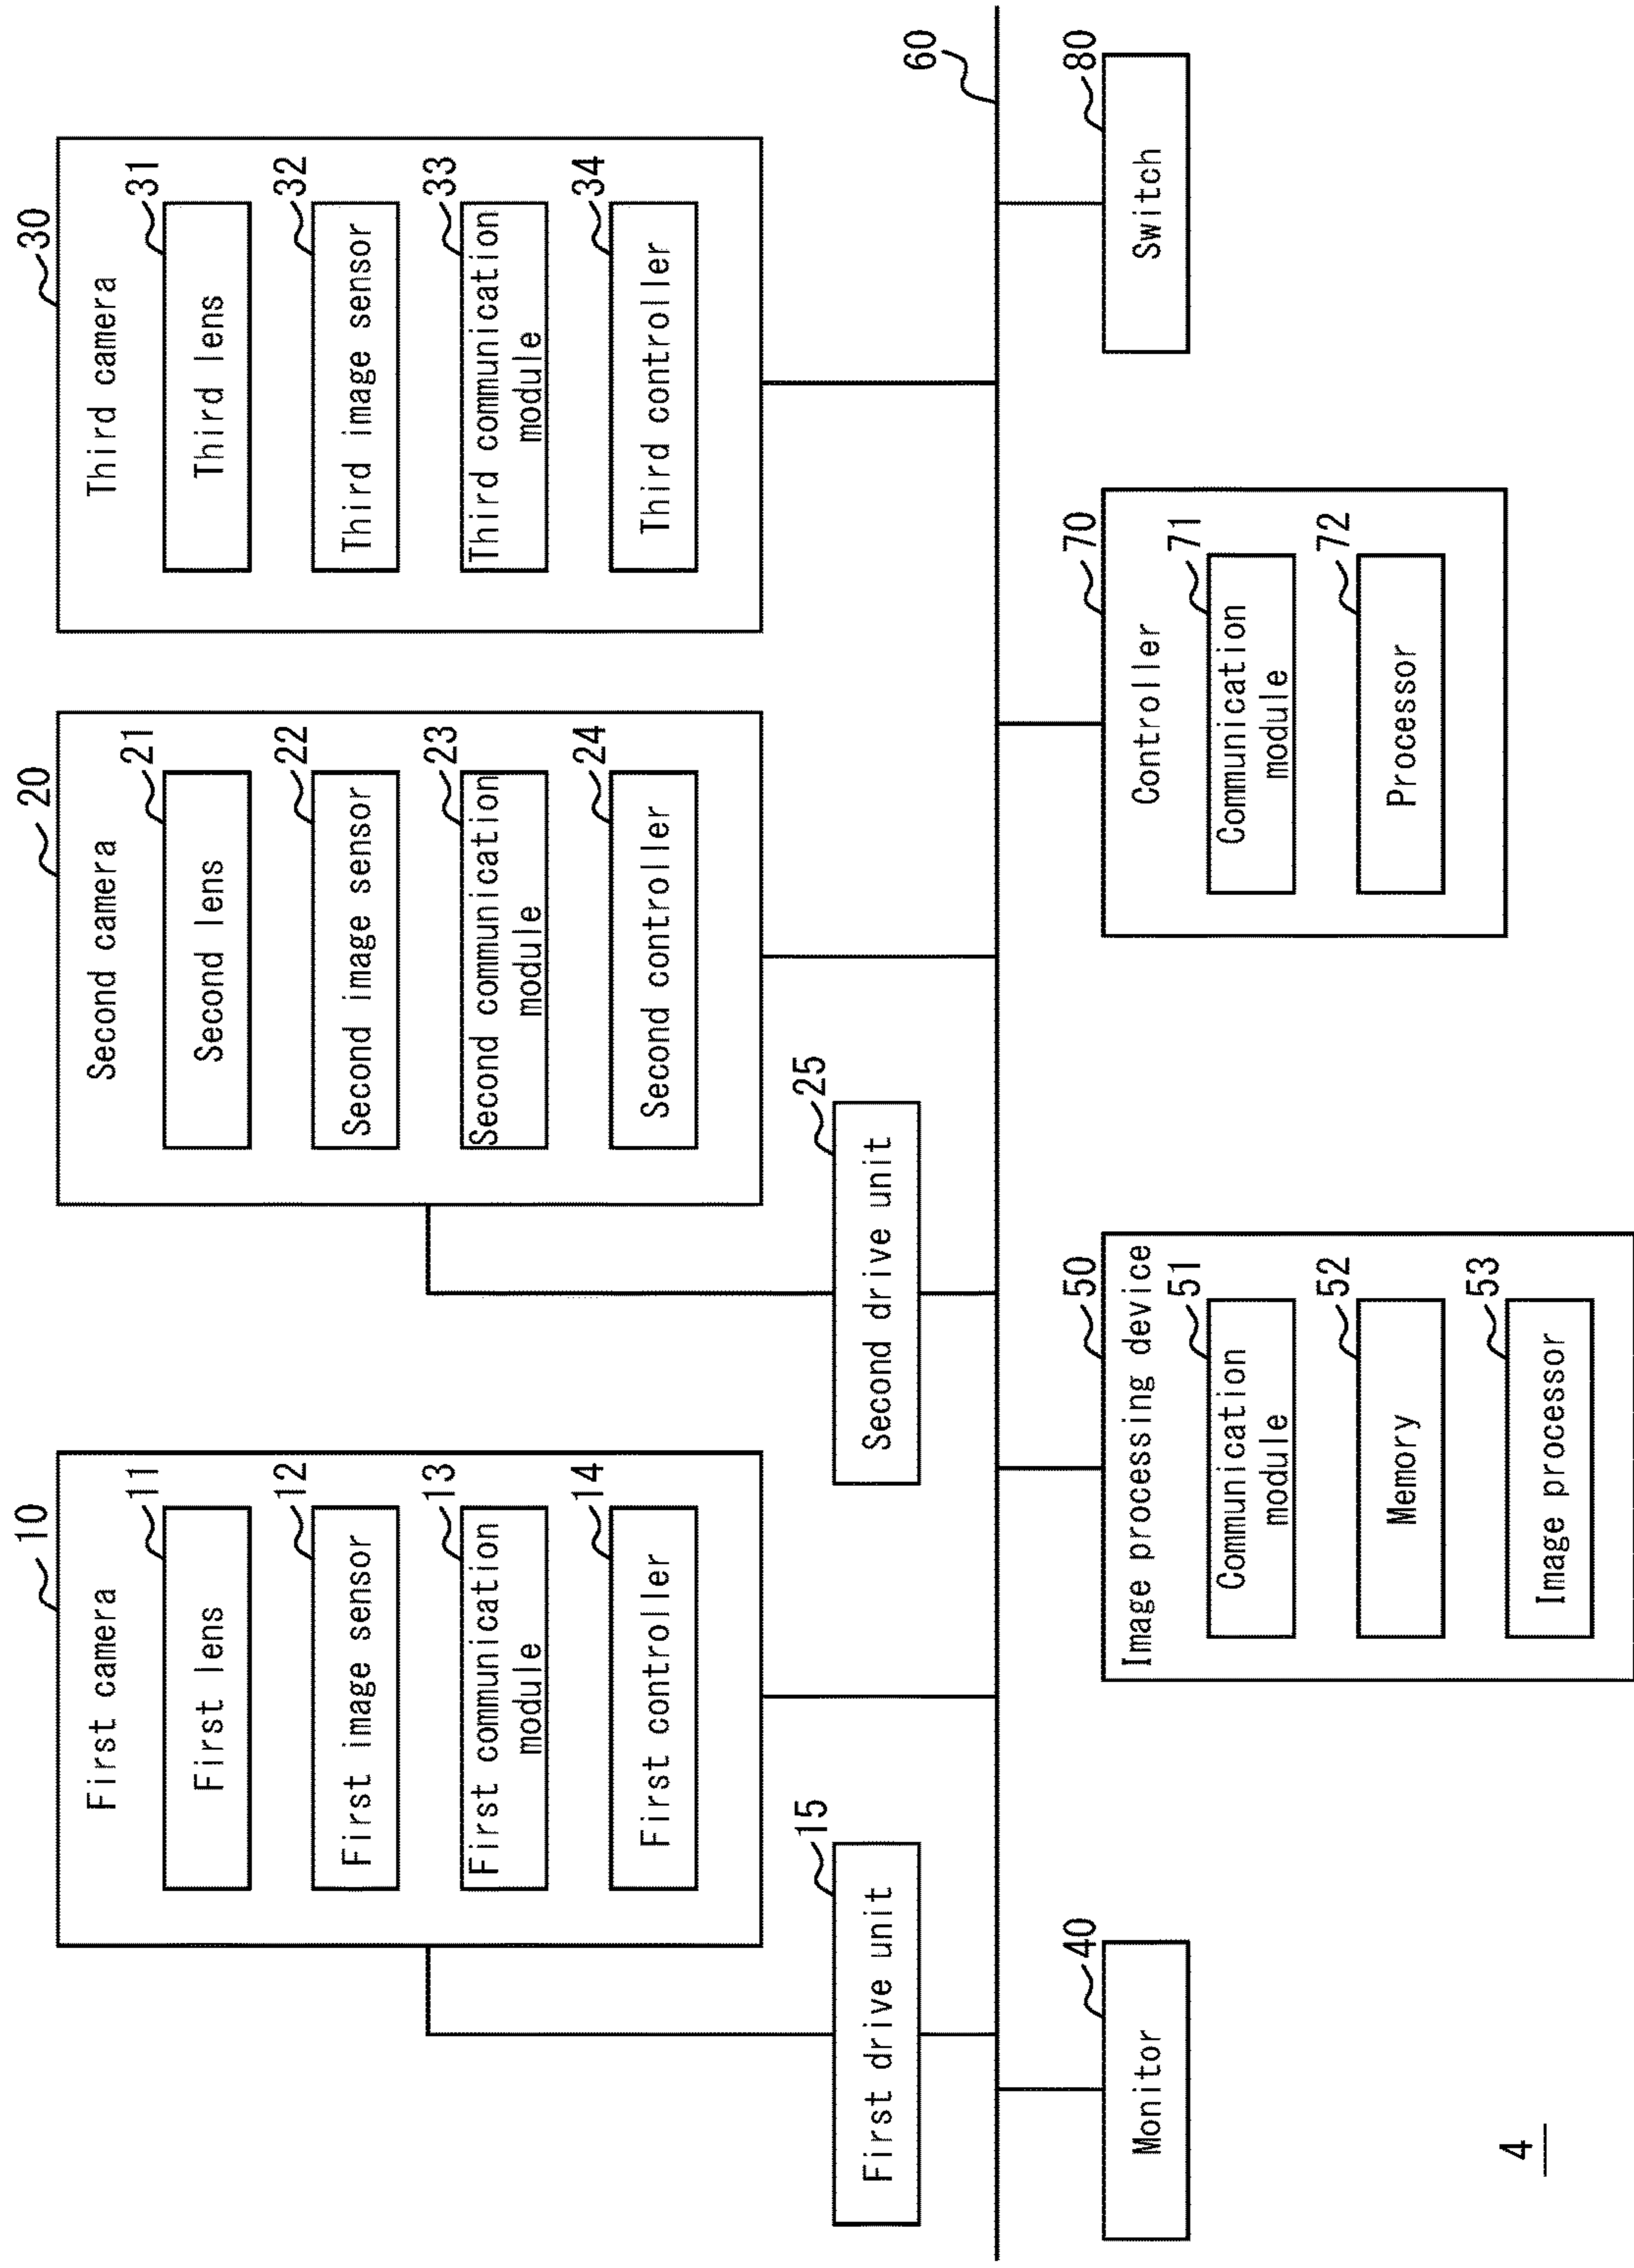 10
First camera
11
First lens
12
First image sensor
13
First communication
module
14
First controller
15
First drive unit
20
Second camera
21
Second lens
22
Second image sensor
23
Second communication
module
24
Second controller
25
Second drive unit
30
Third camera
31
Third lens
32
Third image sensor
33
Third communication
module
34
Third controller
60
40
Monitor
50
Image processing device
51
Communication
module
52
Memory
53
Image processor
70
Controller
71
Communication
module
72
Processor
80
Switch
4